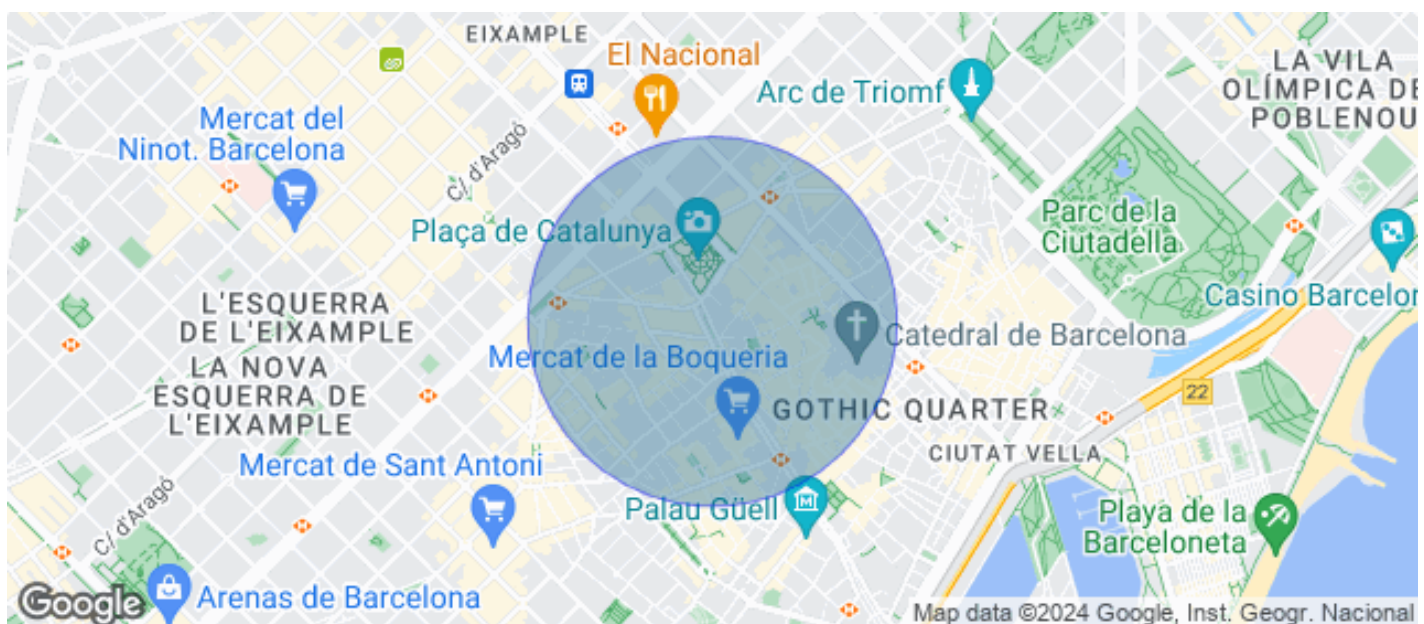 EIXAMPLE
El Nacional
Arc de Triomf
LA VILA
OLÍMPICA DE
POBLENOU
Mercat del
Ninot. Barcelona
C/ d'Aragó
Plaça de Catalunya
Parc de la
Ciutadella
L'ESQUERRA
DE L'EIXAMPLE
Casino Barcelon
Catedral de Barcelona
Mercat de la Boqueria
LA NOVA
ESQUERRA DE
L'EIXAMPLE
22
GOTHIC QUARTER
CIUTAT VELLA
Mercat de Sant Antoni
Palau Güell
M
Playa de la
Barceloneta
C/ d'Aragó
Arenas de Barcelona
Google
Map data ©2024 Google, Inst. Geogr. Nacional